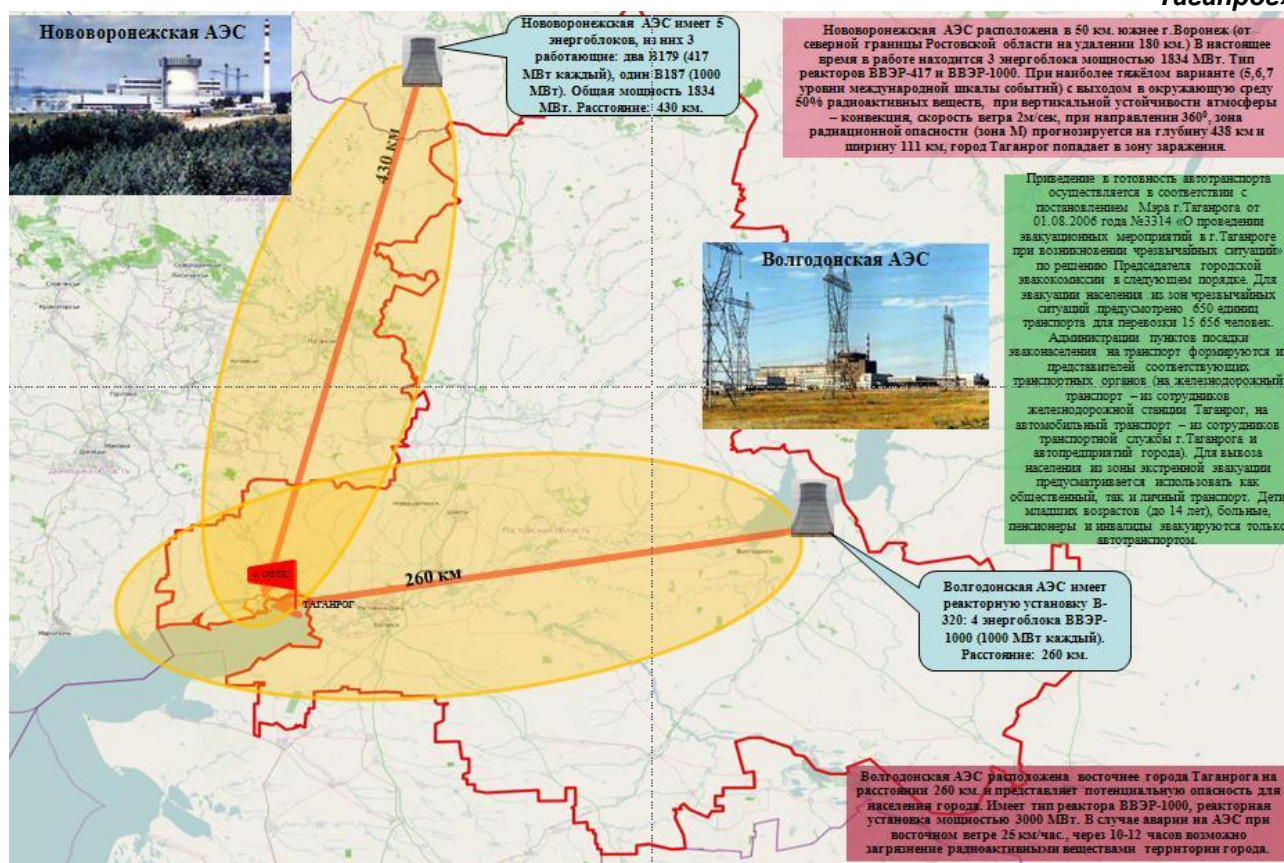 Таганрог»
Нововоронежская АЭС
Нововоронежская АЭС имеет 5
энергоблоков, из них 3
работающие: два В179 (417
МВт каждый), один В187 (1000
МВт). Общая мощность 1834
МВт. Расстояние: 430 км.
Нововоронежская АЭС расположена в 50 км. южнее г.Воронеж (от
северной границы Ростовской области на удалении 180 км.) В настоящее
время в работе находится 3 энергоблока мощностью 1834 МВт. Тип
реакторов ВВЭР-417 и ВВЭР-1000. При наиболее тяжёлом варианте (5,6,7
уровни международной шкалы событий) с выходом в окружающую среду
50% радиоактивных веществ, при вертикальной устойчивости атмосферы
– конвекция, скорость ветра 2м/сек, при направлении 360⁰, зона
радиационной опасности (зона М) прогнозируется на глубину 438 км и
ширину 111 км, город Таганрог попадает в зону заражения.
430 км
Приведение в готовность автотранспорта
осуществляется в соответствии с
постановлением Мэра г.Таганрога от
01.08.2006 года №3314 «О проведении
эвакуационных мероприятий в г.Таганроге
при возникновении чрезвычайных ситуаций»
по решению Председателя городской
эвакокомиссии в следующем порядке. Для
эвакуации населения из зон чрезвычайных
ситуаций предусмотрено 650 единиц
транспорта для перевозки 15 656 человек.
Администрации пунктов посадки
эваконаселения на транспорт формируются и
представителей соответствующих
транспортных органов (на железнодорожный
транспорт – из сотрудников
железнодорожной станции Таганрог, на
автомобильный транспорт – из сотрудников
транспортной службы г.Таганрога и
автопредприятий города). Для вывоза
населения из зоны экстренной эвакуации
предусматривается использовать как
общественный, так и личный транспорт. Дети
младших возрастов (до 14 лет), больные,
пенсионеры и инвалиды эвакуируются только
автотранспортом.
Волгодонская АЭС
260 км
ТАГАНРОГ
Волгодонская АЭС имеет
реакторную установку В-
320: 4 энергоблока ВВЭР-
1000 (1000 МВт каждый).
Расстояние: 260 км.
Волгодонская АЭС расположена восточнее города Таганрога на
расстоянии 260 км. и представляет потенциальную опасность для
населения города. Имеет тип реактора ВВЭР-1000, реакторная
установка мощностью 3000 МВт. В случае аварии на АЭС при
восточном ветре 25 км/час., через 10-12 часов возможно
загрязнение радиоактивными веществами территории города.